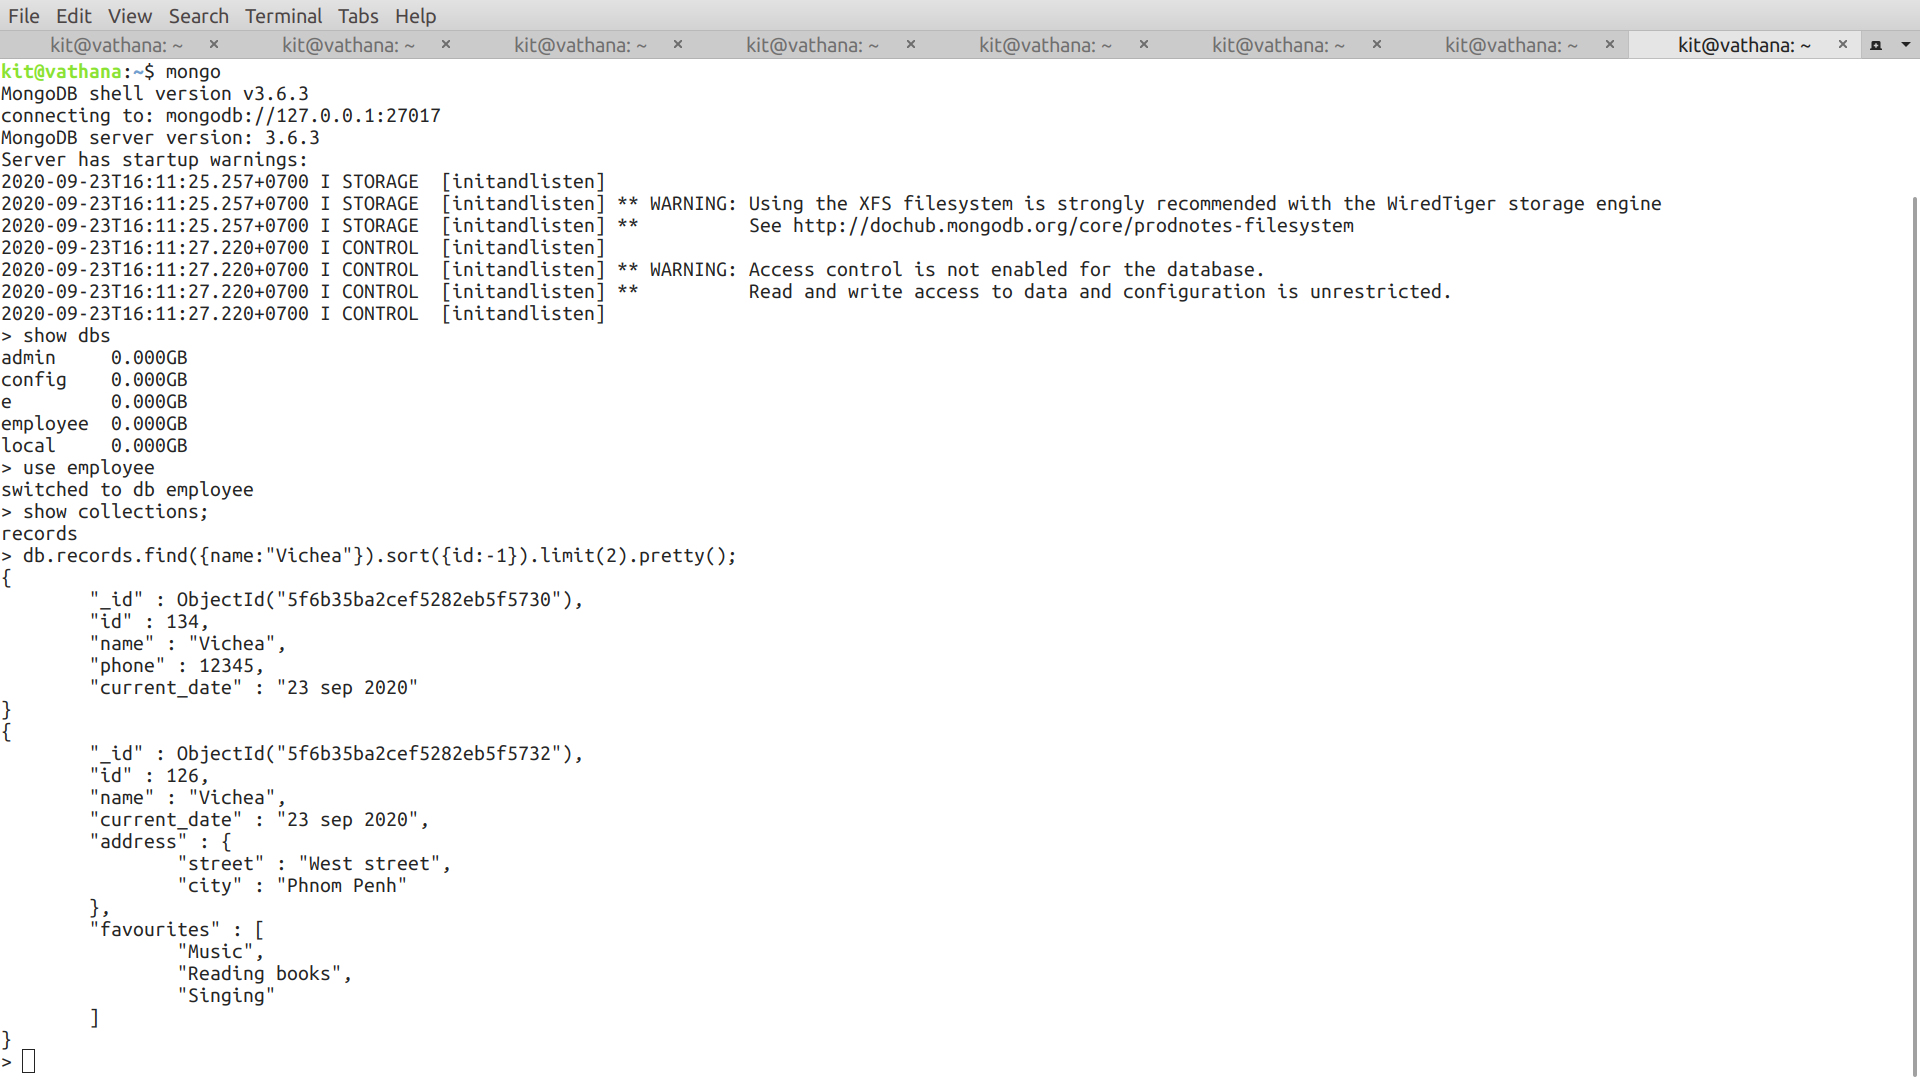 File Edit View Search Terminal Tabs Help
kit@vathana: ~ × kit@vathana: ~ × kit@vathana: ~ × kit@vathana: ~ × kit@vathana: ~ × kit@vathana: ~ × kit@vathana: ~ × kit@vathana: ~ ×
kit@vathana:~$ mongo
MongoDB shell version v3.6.3
connecting to: mongodb://127.0.0.1:27017
MongoDB server version: 3.6.3
Server has startup warnings:
2020-09-23T16:11:25.257+0700 I STORAGE  [initandlisten]
2020-09-23T16:11:25.257+0700 I STORAGE  [initandlisten] ** WARNING: Using the XFS filesystem is strongly recommended with the WiredTiger storage engine
2020-09-23T16:11:25.257+0700 I STORAGE  [initandlisten] **          See http://dochub.mongodb.org/core/prodnotes-filesystem
2020-09-23T16:11:27.220+0700 I CONTROL  [initandlisten]
2020-09-23T16:11:27.220+0700 I CONTROL  [initandlisten] ** WARNING: Access control is not enabled for the database.
2020-09-23T16:11:27.220+0700 I CONTROL  [initandlisten] **          Read and write access to data and configuration is unrestricted.
2020-09-23T16:11:27.220+0700 I CONTROL  [initandlisten]
> show dbs
admin     0.000GB
config    0.000GB
e         0.000GB
employee  0.000GB
local     0.000GB
> use employee
switched to db employee
> show collections;
records
> db.records.find({name:"Vichea"}).sort({id:-1}).limit(2).pretty();
{
        "_id" : ObjectId("5f6b35ba2cef5282eb5f5730"),
        "id" : 134,
        "name" : "Vichea",
        "phone" : 12345,
        "current_date" : "23 sep 2020"
}
{
        "_id" : ObjectId("5f6b35ba2cef5282eb5f5732"),
        "id" : 126,
        "name" : "Vichea",
        "current_date" : "23 sep 2020",
        "address" : {
                "street" : "West street",
                "city" : "Phnom Penh"
        },
        "favourites" : [
                "Music",
                "Reading books",
                "Singing"
        ]
}
>